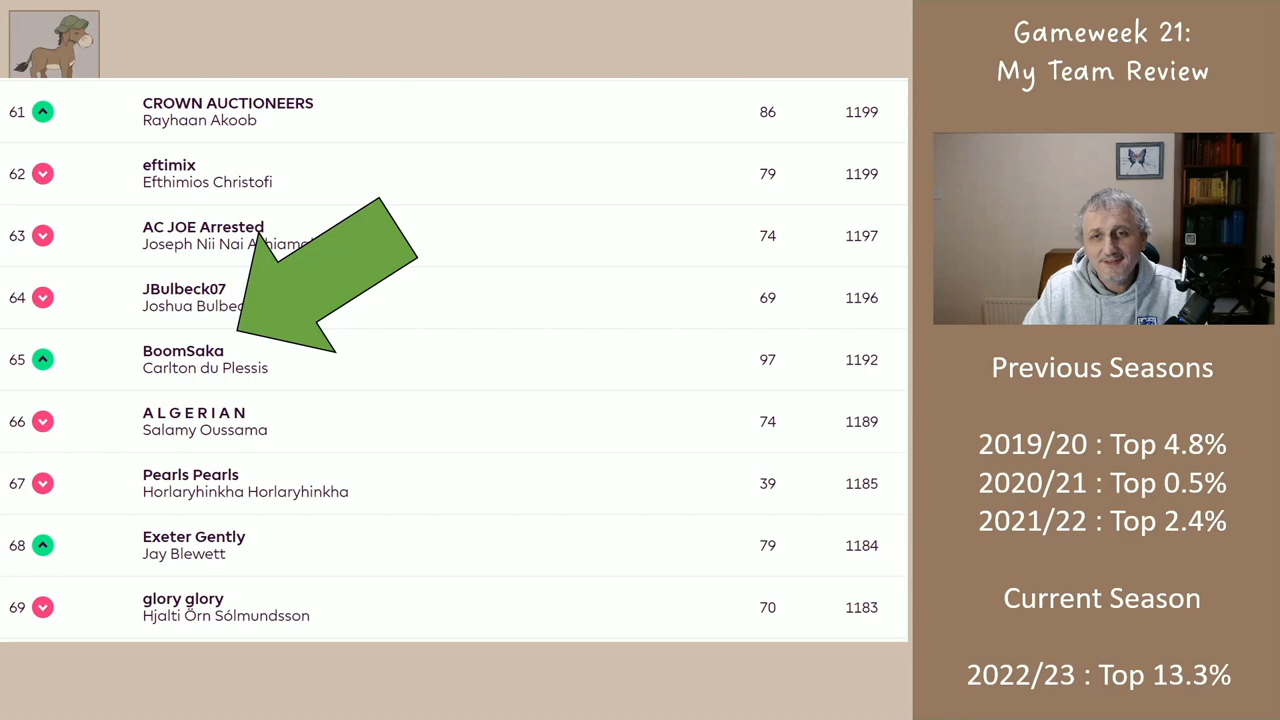 Gameweek 21:
My Team Review
61 CROWN AUCTIONEERS 86 1199
Rayhaan Akoob
62 eftimix 79 1199
Efthimios Christofi
63 AC JOE Arrested 74 1197
Joseph Nii Nai
64 JBulbeck07 69 1196
Joshua
65 BoomSaka 97 1192
Carlton du Plessis
66 A L G E R I A N 74 1189
Salamy Oussama
67 Pearls Pearls 39 1185
Horlaryhinkha Horlaryhinkha
68 Exeter Gently 79 1184
Jay Blewett
69 glory glory 70 1183
Hjalti Örn Sólmundsson
Previous Seasons
2019/20 : Top 4.8%
2020/21 : Top 0.5%
2021/22 : Top 2.4%
Current Season
2022/23 : Top 13.3%